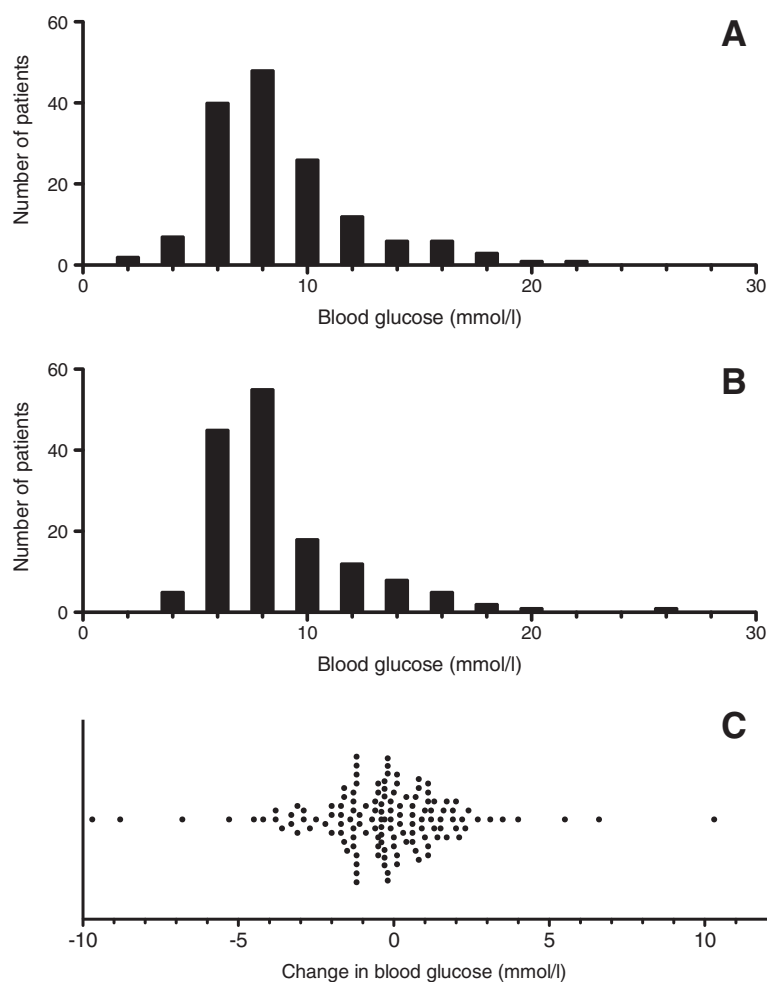 A
60
40
20
0
Number of patients
0 10 20 30
Blood glucose (mmol/l)
B
60
40
20
0
Number of patients
0 10 20 30
Blood glucose (mmol/l)
C
-10 -5 0 5 10
Change in blood glucose (mmol/l)